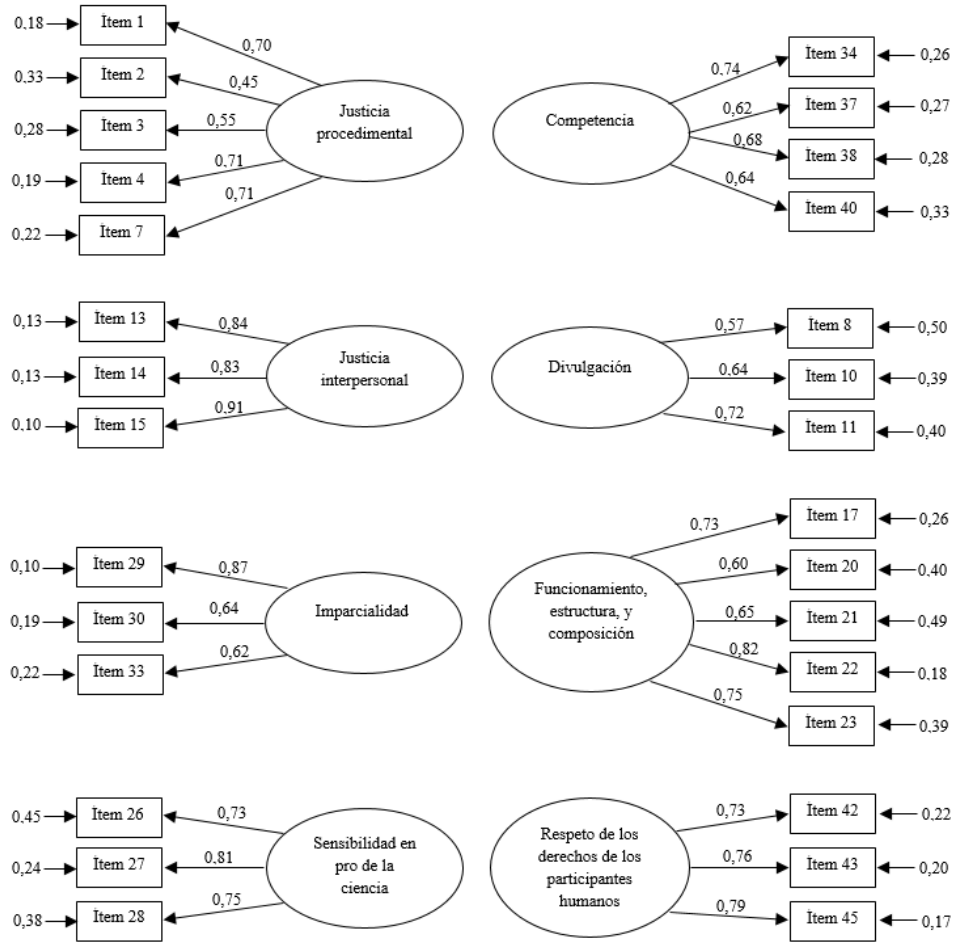 0,18
Ítem 1
0,70
0,33
Ítem 2
0,45
0,28
Ítem 3
0,55
0,19
Ítem 4
0,71
0,22
Ítem 7
0,71
Justicia
procedimental
Competencia
0,74
Ítem 34
0,26
0,62
Ítem 37
0,27
0,68
Ítem 38
0,28
0,64
Ítem 40
0,33
0,13
Ítem 13
0,84
0,13
Ítem 14
0,83
0,10
Ítem 15
0,91
Justicia
interpersonal
Divulgación
0,57
Ítem 8
0,50
0,64
Ítem 10
0,39
0,72
Ítem 11
0,40
0,10
Ítem 29
0,87
0,19
Ítem 30
0,64
0,22
Ítem 33
0,62
Imparcialidad
Funcionamiento,
estructura, y
composición
0,73
Ítem 17
0,26
0,60
Ítem 20
0,40
0,65
Ítem 21
0,49
0,82
Ítem 22
0,18
0,75
Ítem 23
0,39
0,45
Ítem 26
0,73
0,24
Ítem 27
0,81
0,38
Ítem 28
0,75
Sensibilidad en
pro de la
ciencia
Respeto de los
derechos de los
participantes
humanos
0,73
Ítem 42
0,22
0,76
Ítem 43
0,20
0,79
Ítem 45
0,17